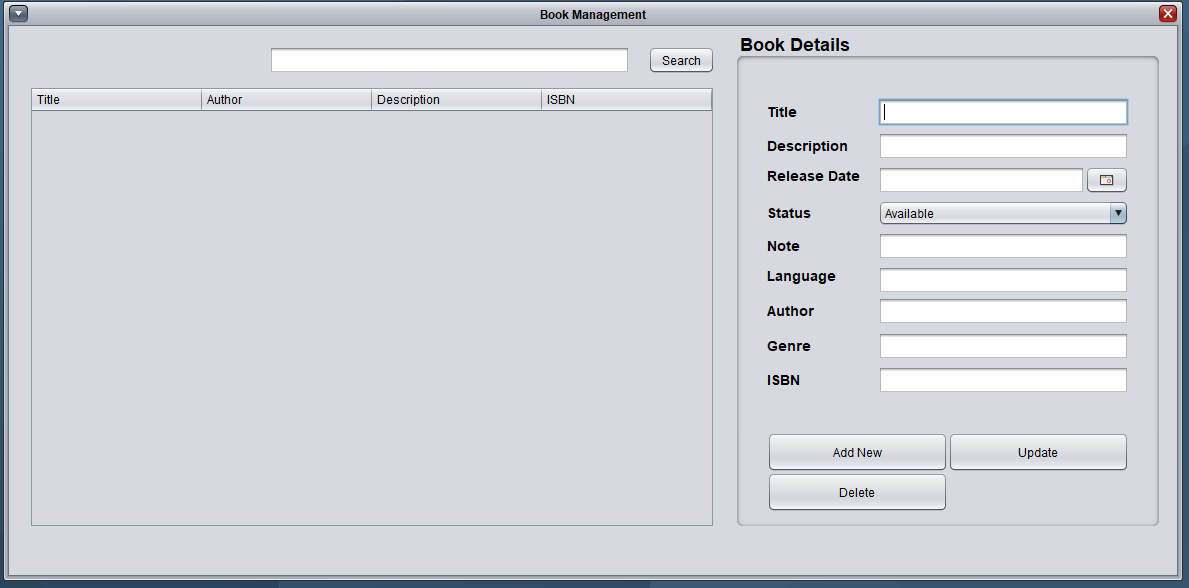 Book Management
Search
Title Author Description ISBN
Book Details
Title
Description
Release Date
Status Available
Note
Language
Author
Genre
ISBN
Add New Update
Delete